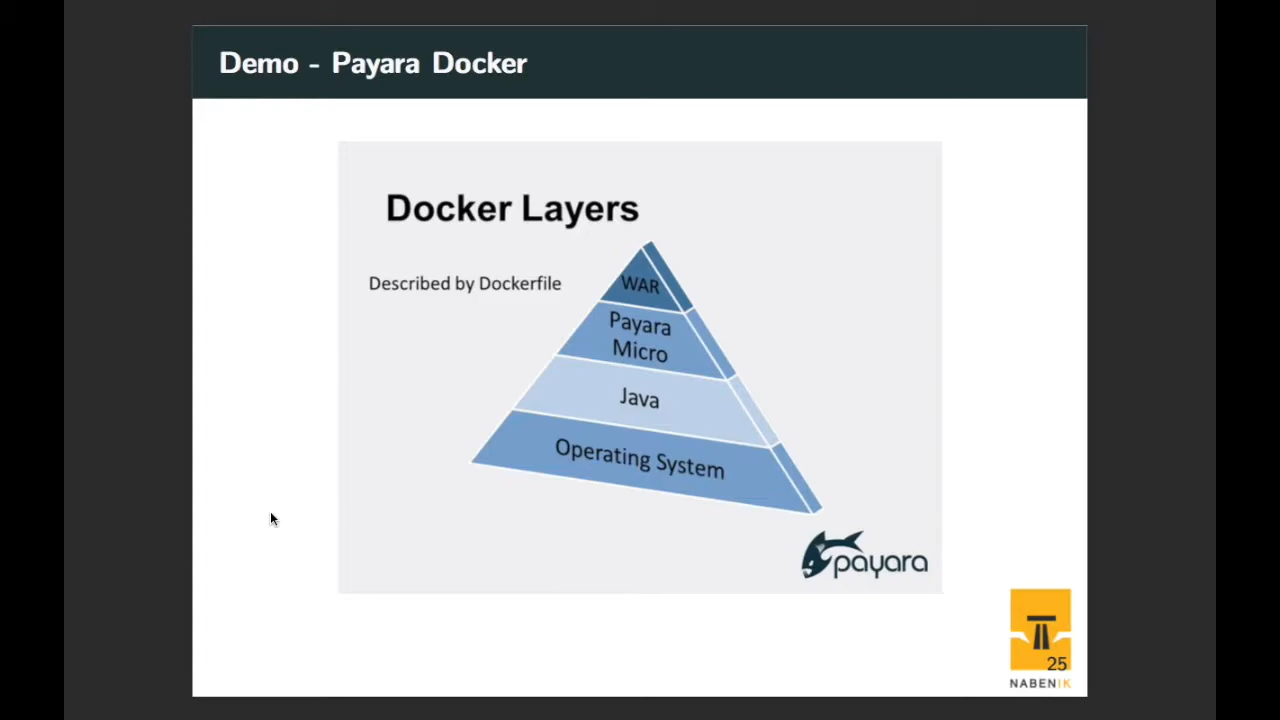 Demo - Payara Docker
Docker Layers
Described by Dockerfile
WAR
Payara
Micro
Java
Operating System
payara
25
NABENIK